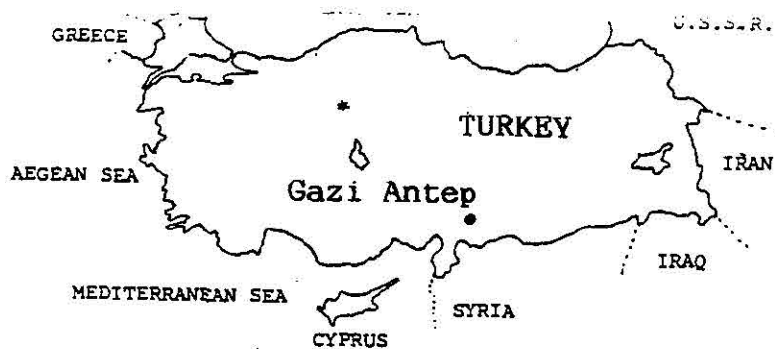 GREECE
U.S.S.R.
*
TURKEY
AEGEAN SEA
IRAN
Gazi Antep
IRAQ
MEDITERRANEAN SEA
SYRIA
CYPRUS